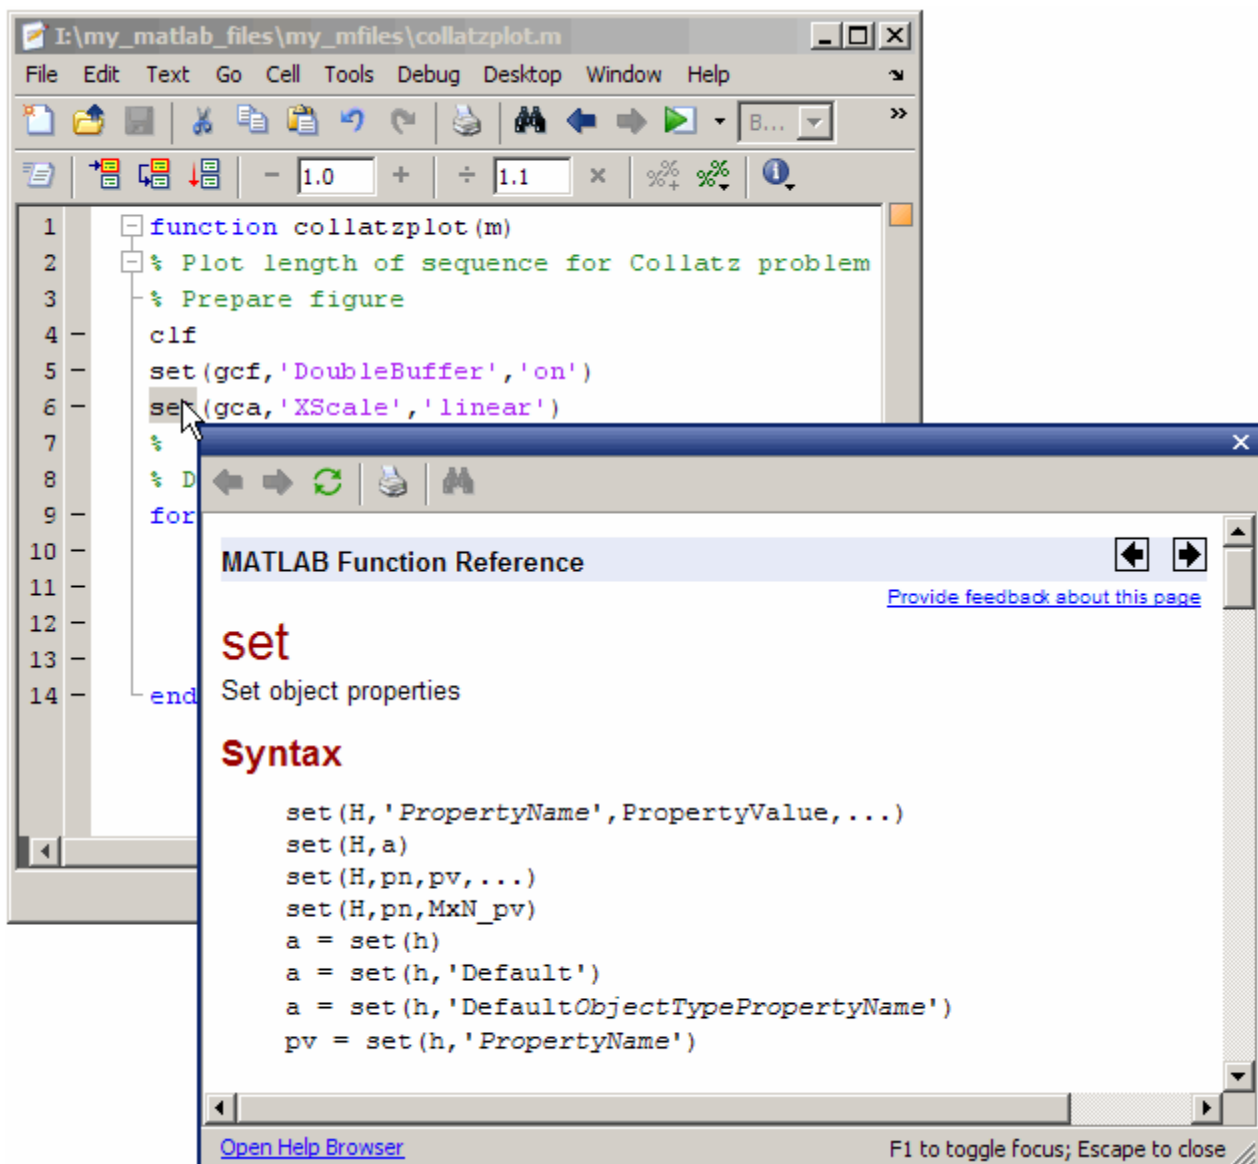 I:\my_matlab_files\my_mfiles\collatzplot.m
File Edit Text Go Cell Tools Debug Desktop Window Help
B...
− 1.0 + ÷ 1.1 ×
1 function collatzplot(m)
2 % Plot length of sequence for Collatz problem
3 % Prepare figure
4 − clf
5 − set(gcf,'DoubleBuffer','on')
6 − set(gca,'XScale','linear')
7 %
8 % D
9 − for
10 −
11 −
12 −
13 −
14 − end
MATLAB Function Reference
Provide feedback about this page
set
Set object properties
Syntax
set(H,'PropertyName',PropertyValue,...)
set(H,a)
set(H,pn,pv,...)
set(H,pn,MxN_pv)
a = set(h)
a = set(h,'Default')
a = set(h,'DefaultObjectTypePropertyName')
pv = set(h,'PropertyName')
Open Help Browser F1 to toggle focus; Escape to close